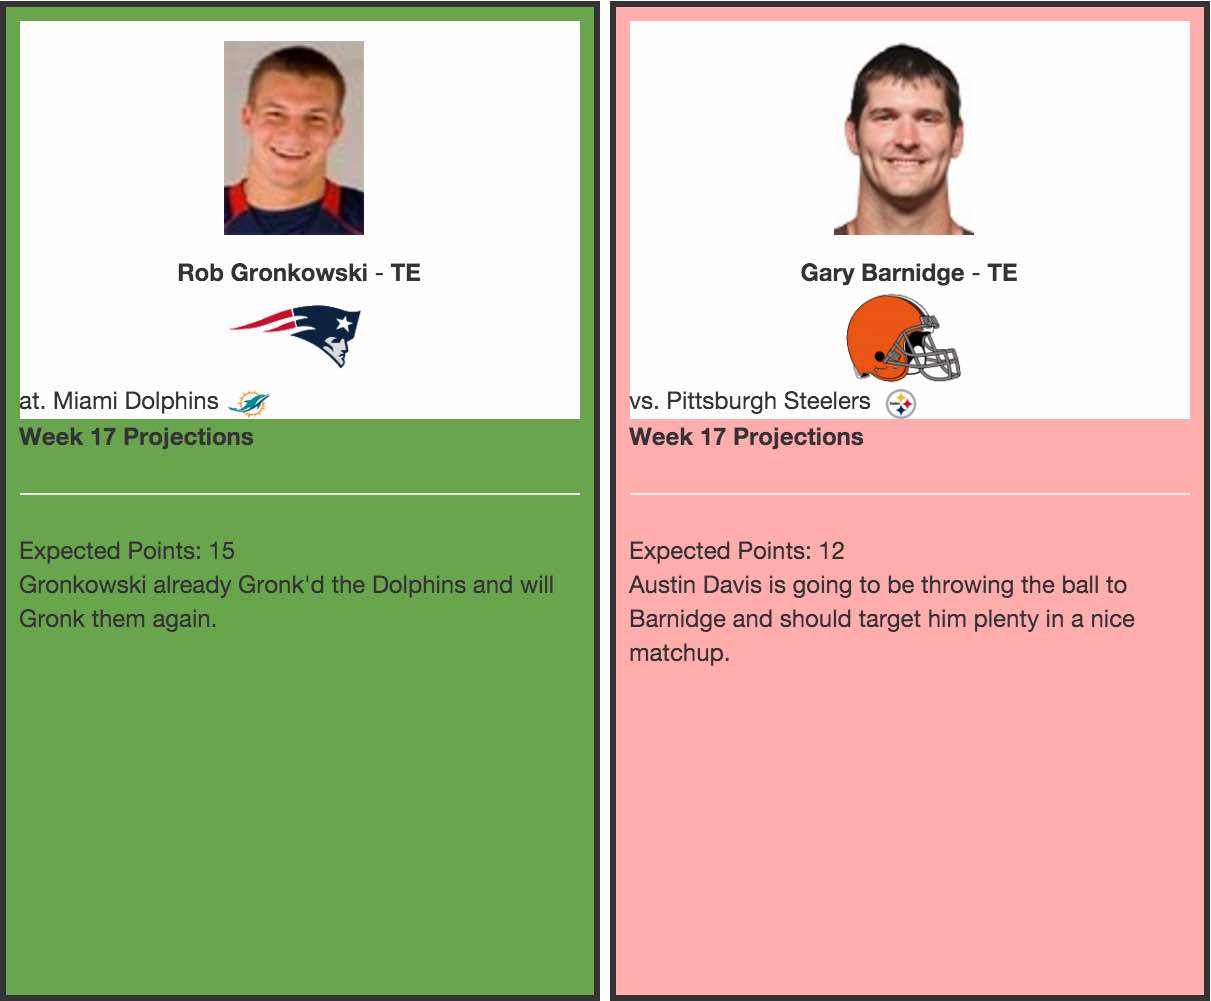 Rob Gronkowski - TE
at. Miami Dolphins
Week 17 Projections
Expected Points: 15
Gronkowski already Gronk'd the Dolphins and will
Gronk them again.
Gary Barnidge - TE
vs. Pittsburgh Steelers
Week 17 Projections
Expected Points: 12
Austin Davis is going to be throwing the ball to
Barnidge and should target him plenty in a nice
matchup.